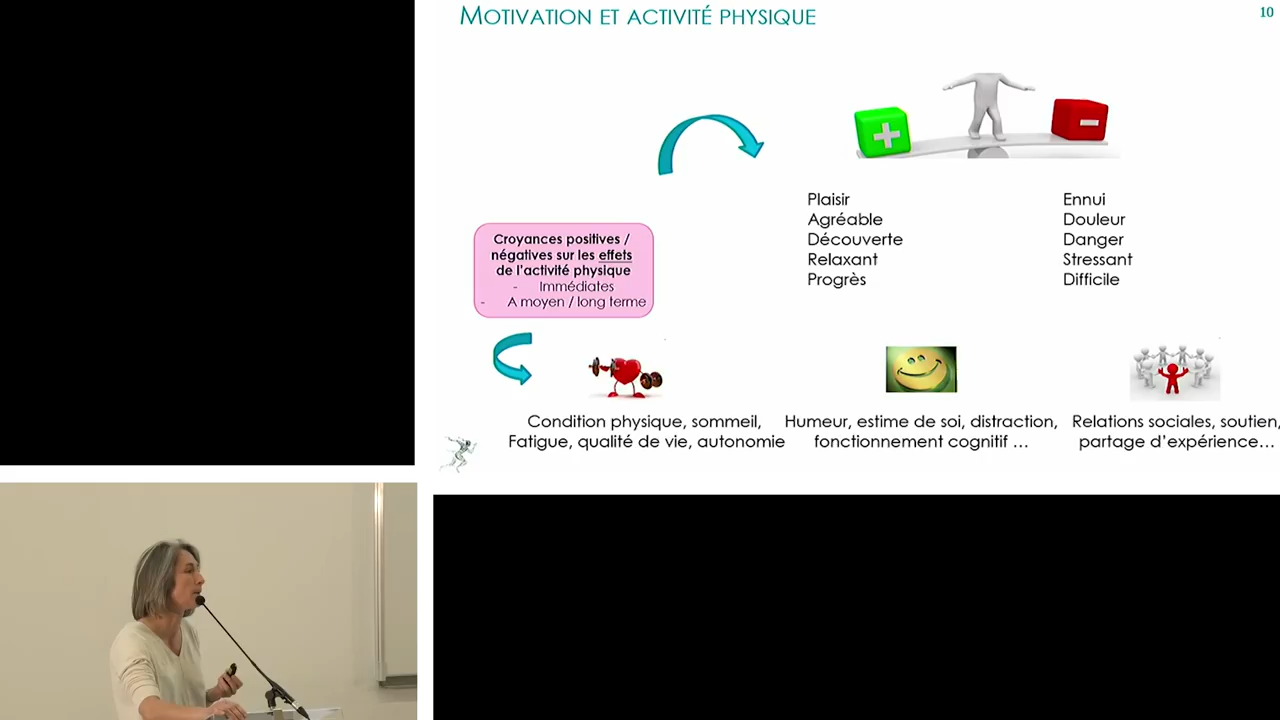 MOTIVATION ET ACTIVITÉ PHYSIQUE
10
Plaisir
Agréable
Découverte
Relaxant
Progrès
Ennui
Douleur
Danger
Stressant
Difficile
Croyances positives /
négatives sur les effets
de l'activité physique
- Immédiates
- A moyen / long terme
Condition physique, sommeil,
Fatigue, qualité de vie, autonomie
Humeur, estime de soi, distraction,
fonctionnement cognitif ...
Relations sociales, soutien,
partage d'expérience...